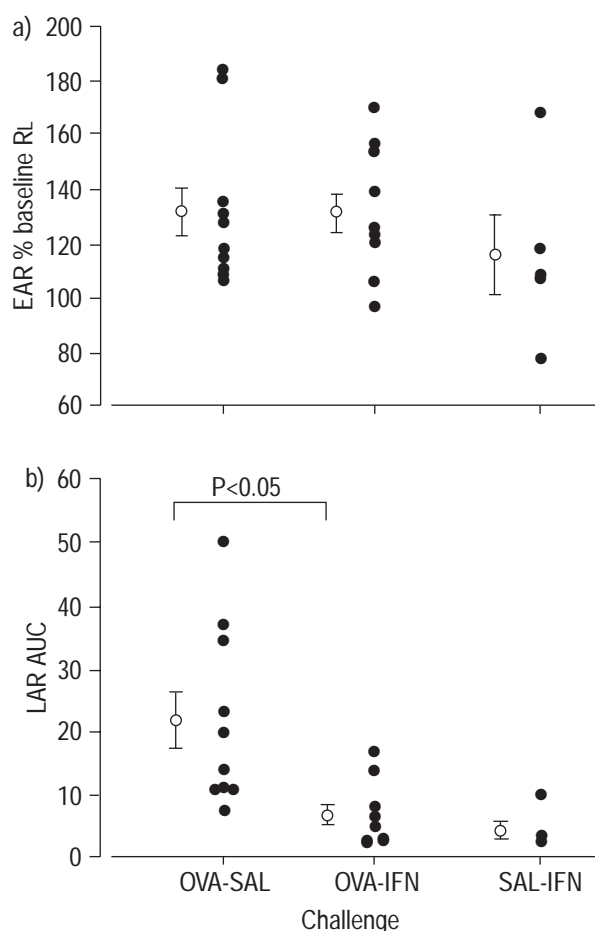 a)
200
180
160
140
120
100
80
60
EAR % baseline RL
b)
60
50
40
30
20
10
0
LAR AUC
P<0.05
OVA-SAL OVA-IFN SAL-IFN
Challenge